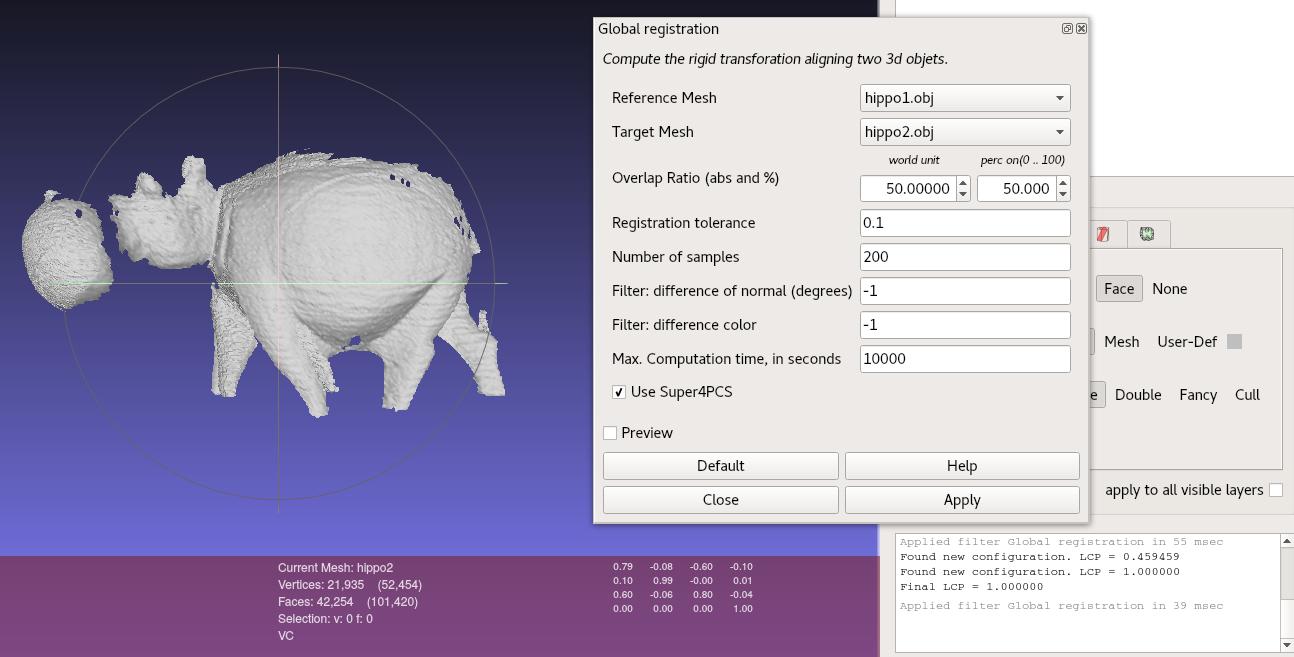 Global registration
Compute the rigid transforation aligning two 3d objets.
Reference Mesh hippo1.obj
Target Mesh hippo2.obj
world unit perc on(0 .. 100)
Overlap Ratio (abs and %) 50.00000 50.000
Registration tolerance 0.1
Number of samples 200
Filter: difference of normal (degrees) -1
Filter: difference color -1
Max. Computation time, in seconds 10000
Use Super4PCS
Preview
Default Help
Close Apply
Face None
Mesh User-Def
e Double Fancy Cull
apply to all visible layers
Applied filter Global registration in 55 msec
Found new configuration. LCP = 0.459459
Found new configuration. LCP = 1.000000
Final LCP = 1.000000
Applied filter Global registration in 39 msec
Current Mesh: hippo2
Vertices: 21,935 (52,454)
Faces: 42,254 (101,420)
Selection: v: 0 f: 0
VC
0.79 -0.08 -0.60 -0.10
0.10 0.99 -0.00 0.01
0.60 -0.06 0.80 -0.04
0.00 0.00 0.00 1.00